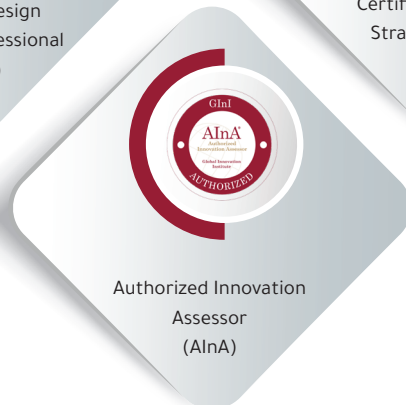 esign
essional
Certif
Stra
GInI
AInA®
Authorized
Innovation Assessor
Global Innovation
Institute
AUTHORIZED
Authorized Innovation
Assessor
(AInA)